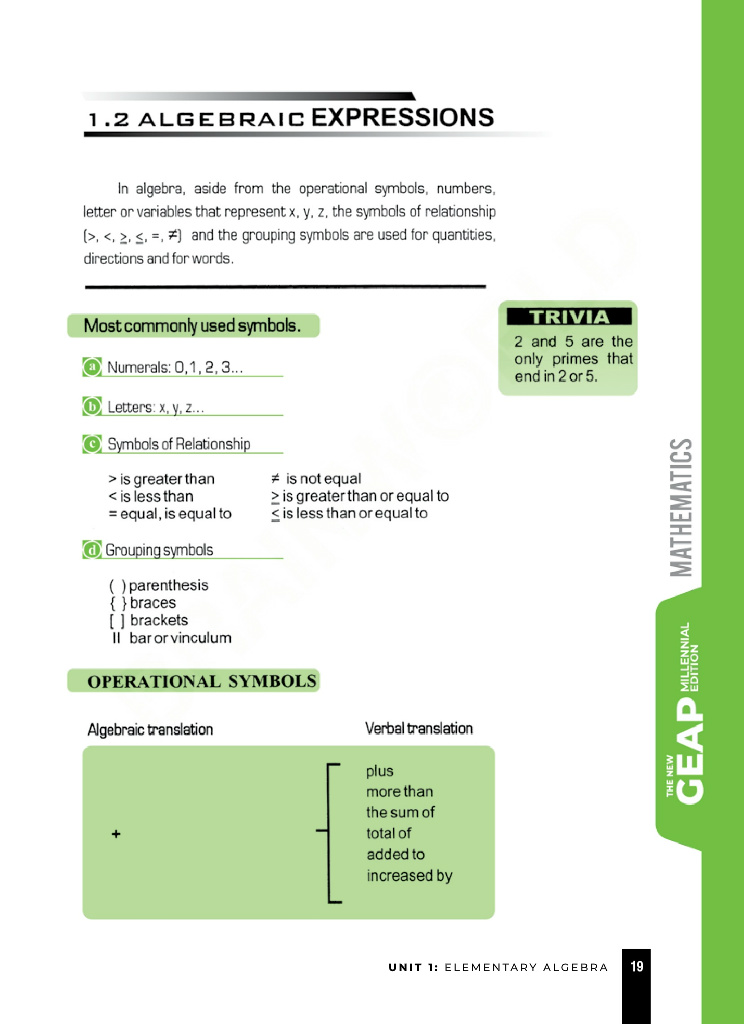 1.2 ALGEBRAIC EXPRESSIONS
In algebra, aside from the operational symbols, numbers,
letter or variables that represent x, y, z, the symbols of relationship
(>, <, ≥, ≤, =, ≠) and the grouping symbols are used for quantities,
directions and for words.
Most commonly used symbols.
a Numerals: 0,1, 2, 3...
b Letters: x, y, z...
c Symbols of Relationship
> is greater than
< is less than
= equal, is equal to
≠ is not equal
≥ is greater than or equal to
≤ is less than or equal to
d Grouping symbols
( ) parenthesis
{ } braces
[ ] brackets
II bar or vinculum
TRIVIA
2 and 5 are the
only primes that
end in 2 or 5.
OPERATIONAL SYMBOLS
Algebraic translation
Verbal translation
+
plus
more than
the sum of
total of
added to
increased by
MATHEMATICS
THE NEW
GEAP
MILLENNIAL
EDITION
UNIT 1: ELEMENTARY ALGEBRA
19